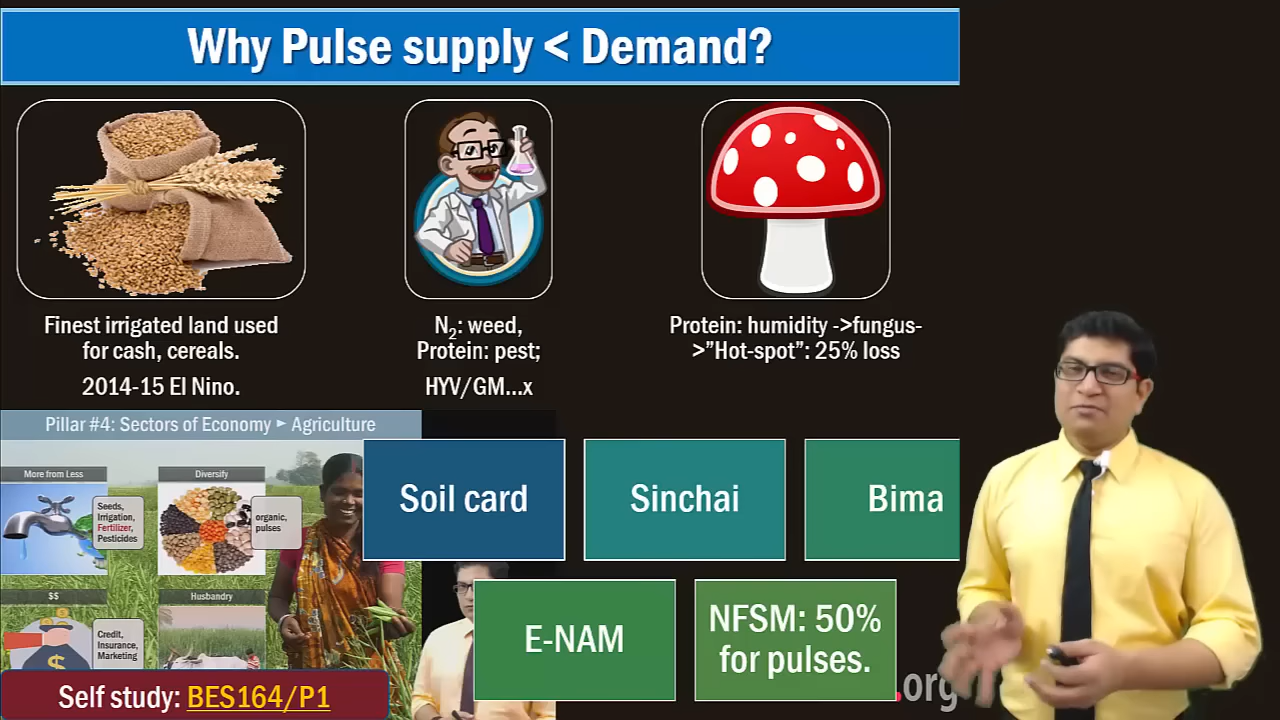 Why Pulse supply < Demand?
Finest irrigated land used
for cash, cereals.
2014-15 El Nino.
N₂: weed,
Protein: pest;
HYV/GM...x
Protein: humidity ->fungus-
>"Hot-spot": 25% loss
Pillar #4: Sectors of Economy ► Agriculture
More from Less
Seeds,
Irrigation,
Fertilizer,
Pesticides
Diversify
organic,
pulses
$$
Credit,
Insurance,
Marketing
$
Husbandry
Soil card
Sinchai
Bima
E-NAM
NFSM: 50%
for pulses.
.org
Self study: BES164/P1